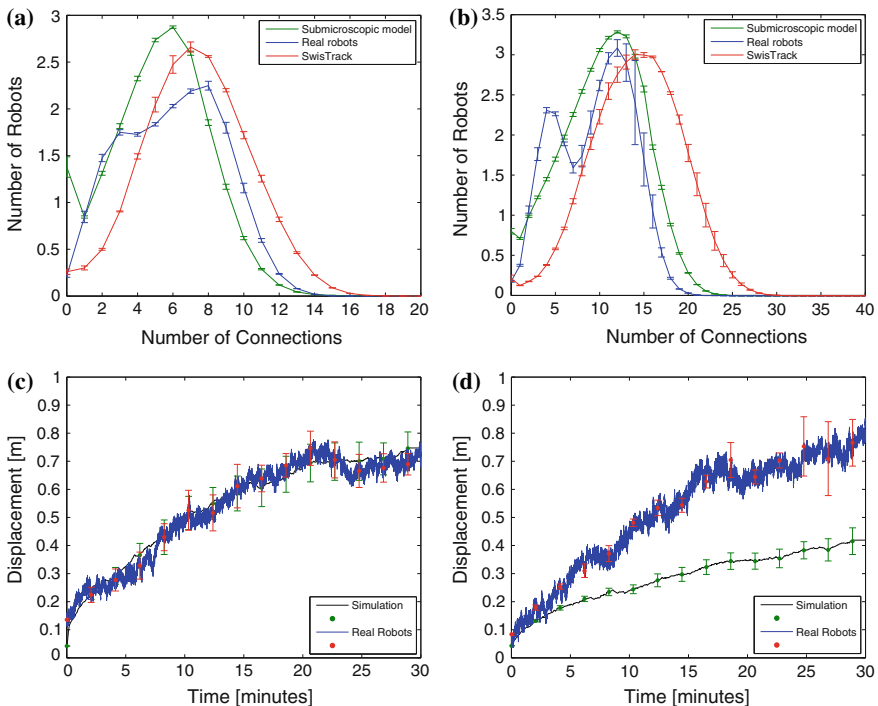 (a)
3
2.5
2
1.5
1
0.5
0
Number of Robots
0 2 4 6 8 10 12 14 16 18 20
Number of Connections
Submicroscopic model
Real robots
SwisTrack
(b)
3.5
3
2.5
2
1.5
1
0.5
0
Number of Robots
0 5 10 15 20 25 30 35 40
Number of Connections
Submicroscopic model
Real robots
SwisTrack
(c)
1
0.9
0.8
0.7
0.6
0.5
0.4
0.3
0.2
0.1
0
Displacement [m]
0 5 10 15 20 25 30
Time [minutes]
Simulation
Real Robots
(d)
1
0.9
0.8
0.7
0.6
0.5
0.4
0.3
0.2
0.1
0
Displacement [m]
0 5 10 15 20 25 30
Time [minutes]
Simulation
Real Robots